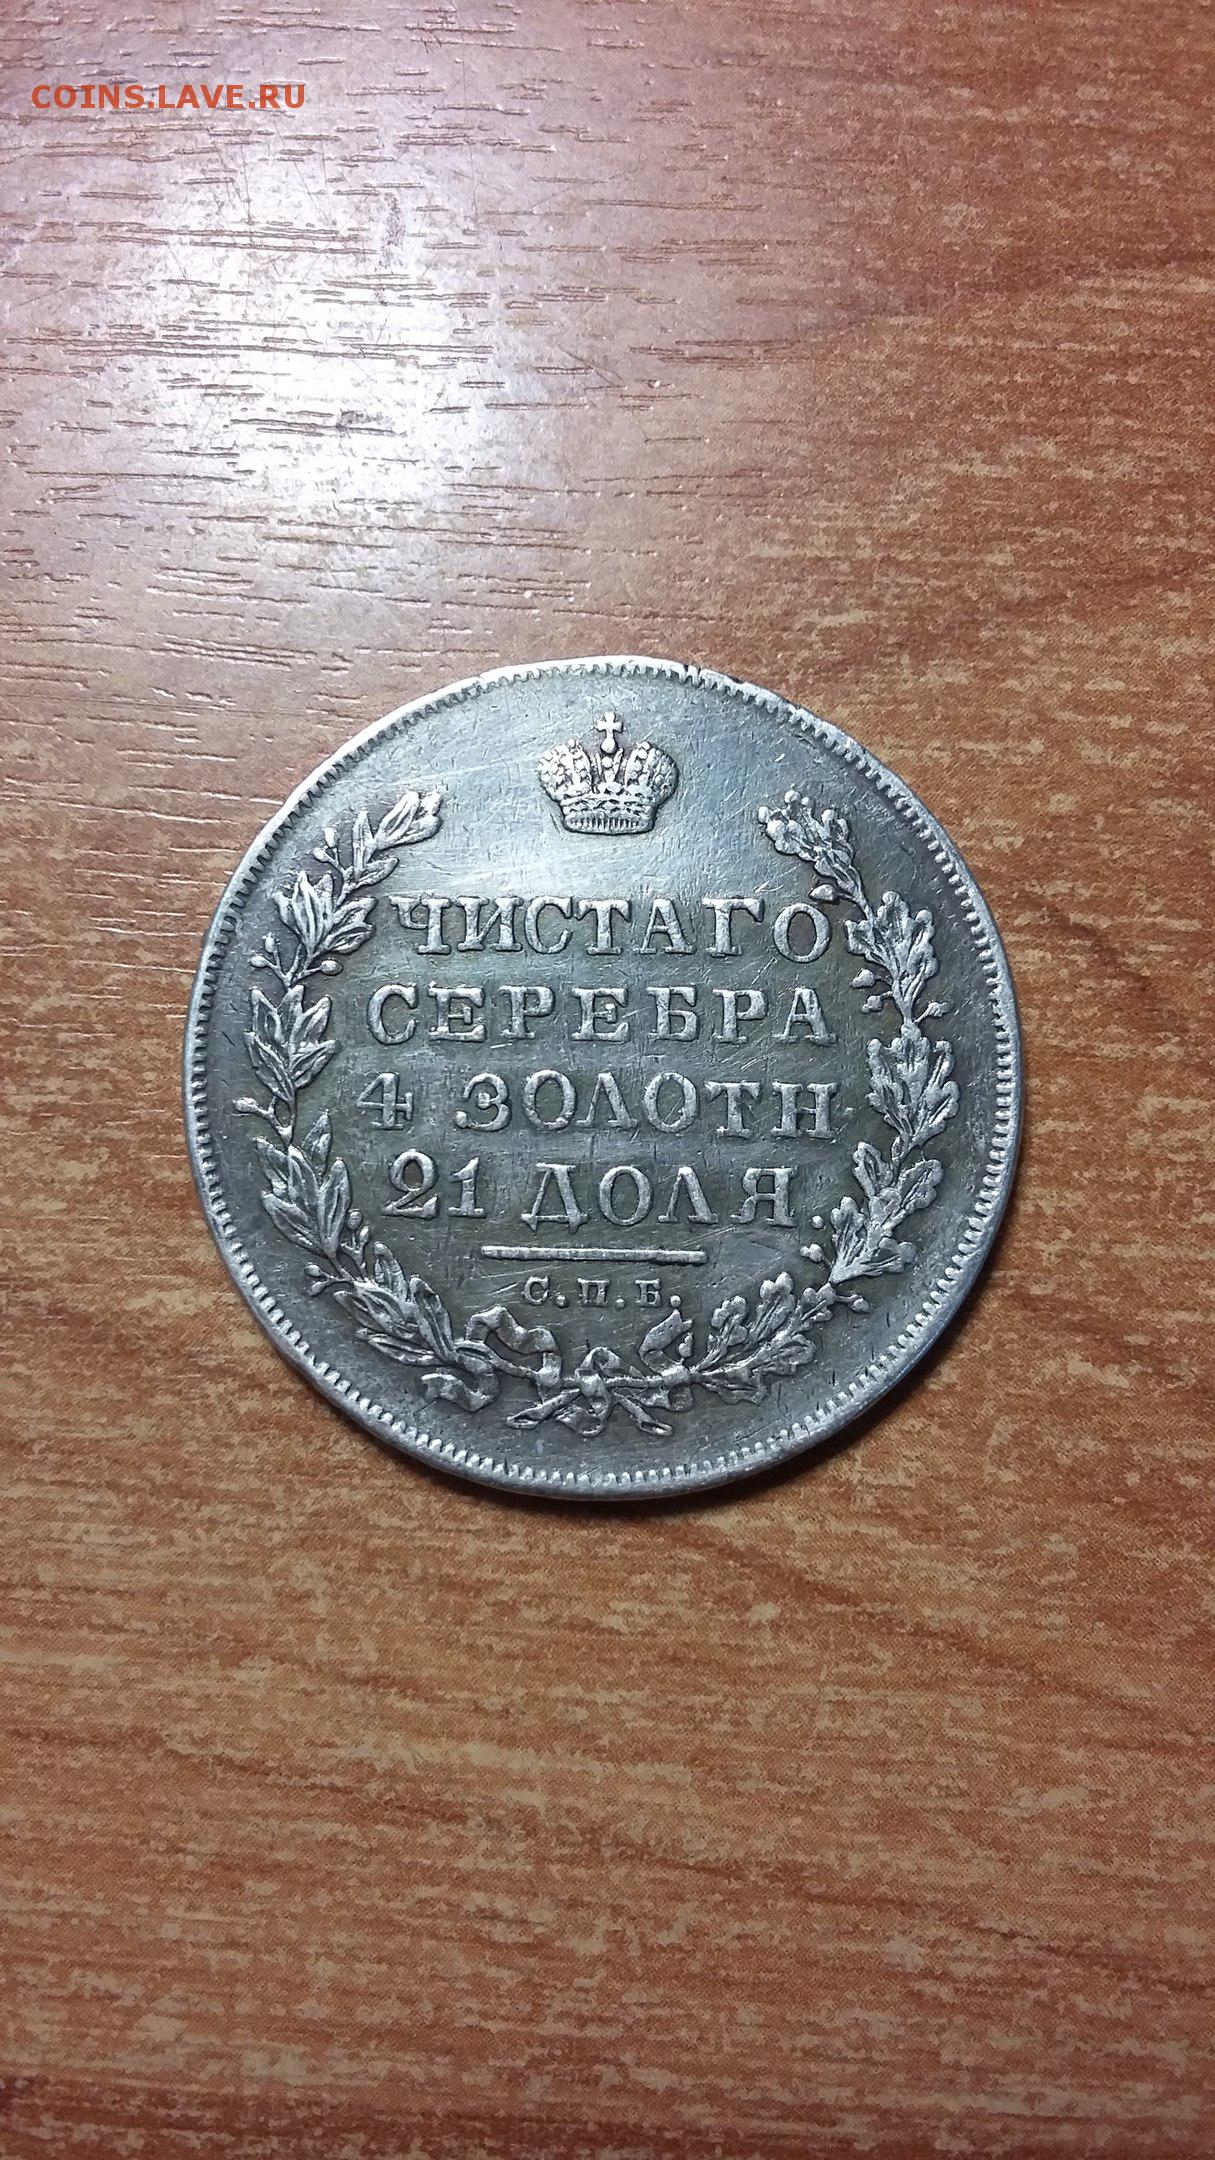 COINS.LAVE.RU
ЧИСТАГО
СЕРЕБРА
4 ЗОЛОТН
21 ДОЛЯ.
С.П.Б.